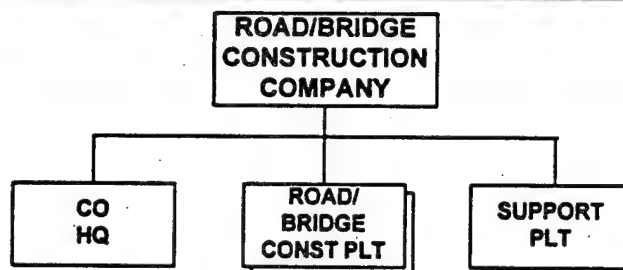 ROAD/BRIDGE
CONSTRUCTION
COMPANY
CO
HQ
ROAD/
BRIDGE
CONST PLT
SUPPORT
PLT